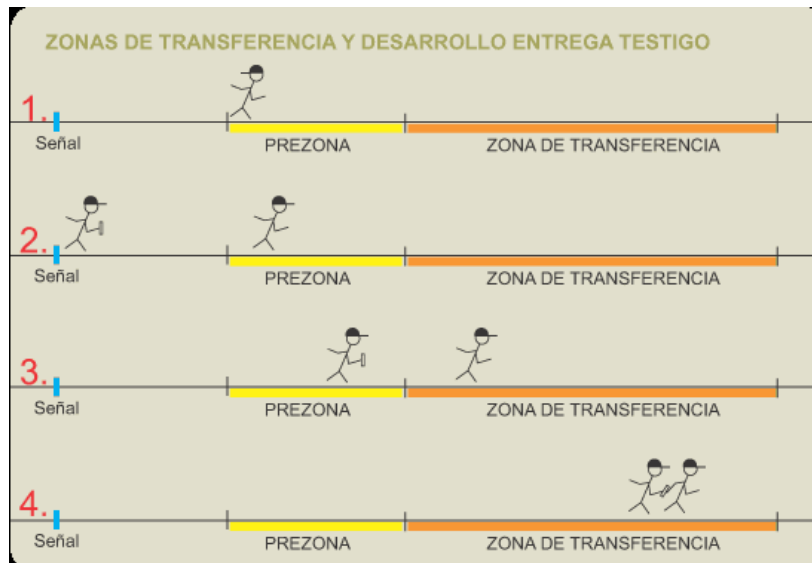 ZONAS DE TRANSFERENCIA Y DESARROLLO ENTREGA TESTIGO
1.
Señal PREZONA ZONA DE TRANSFERENCIA
2.
Señal PREZONA ZONA DE TRANSFERENCIA
3.
Señal PREZONA ZONA DE TRANSFERENCIA
4.
Señal PREZONA ZONA DE TRANSFERENCIA